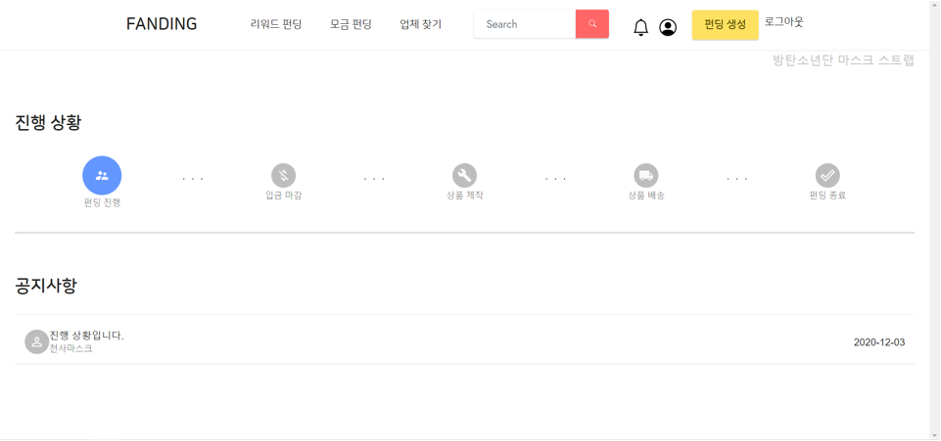 FANDING 리워드 펀딩 모금 펀딩 업체 찾기 Search 펀딩 생성 로그아웃
방탄소년단 마스크 스트랩
진행 상황
펀딩 진행 입금 마감 상품 제작 상품 배송 펀딩 종료
공지사항
진행 상황입니다.
천사마스크 2020-12-03